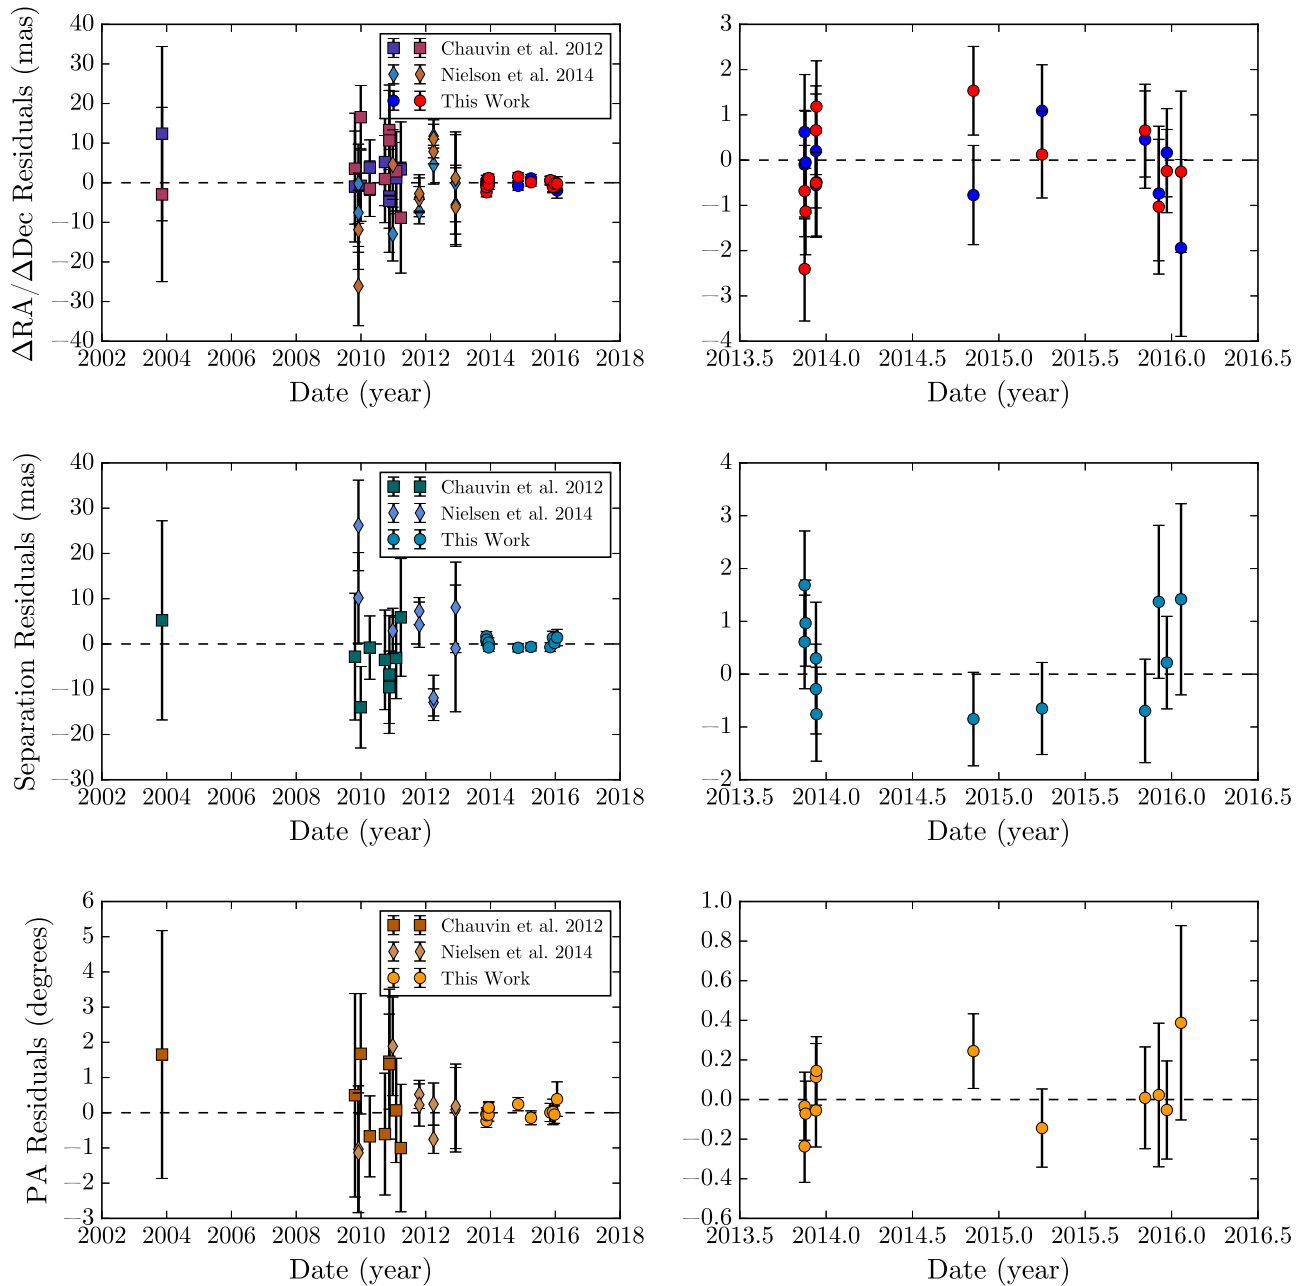 ΔRA/ΔDec Residuals (mas)
40
30
20
10
0
−10
−20
−30
−40
Chauvin et al. 2012
Nielson et al. 2014
This Work
2002 2004 2006 2008 2010 2012 2014 2016 2018
Date (year)
3
2
1
0
−1
−2
−3
−4
2013.5 2014.0 2014.5 2015.0 2015.5 2016.0 2016.5
Date (year)
Separation Residuals (mas)
40
30
20
10
0
−10
−20
−30
Chauvin et al. 2012
Nielsen et al. 2014
This Work
2002 2004 2006 2008 2010 2012 2014 2016 2018
Date (year)
4
3
2
1
0
−1
−2
2013.5 2014.0 2014.5 2015.0 2015.5 2016.0 2016.5
Date (year)
PA Residuals (degrees)
6
5
4
3
2
1
0
−1
−2
−3
Chauvin et al. 2012
Nielsen et al. 2014
This Work
2002 2004 2006 2008 2010 2012 2014 2016 2018
Date (year)
1.0
0.8
0.6
0.4
0.2
0.0
−0.2
−0.4
−0.6
2013.5 2014.0 2014.5 2015.0 2015.5 2016.0 2016.5
Date (year)